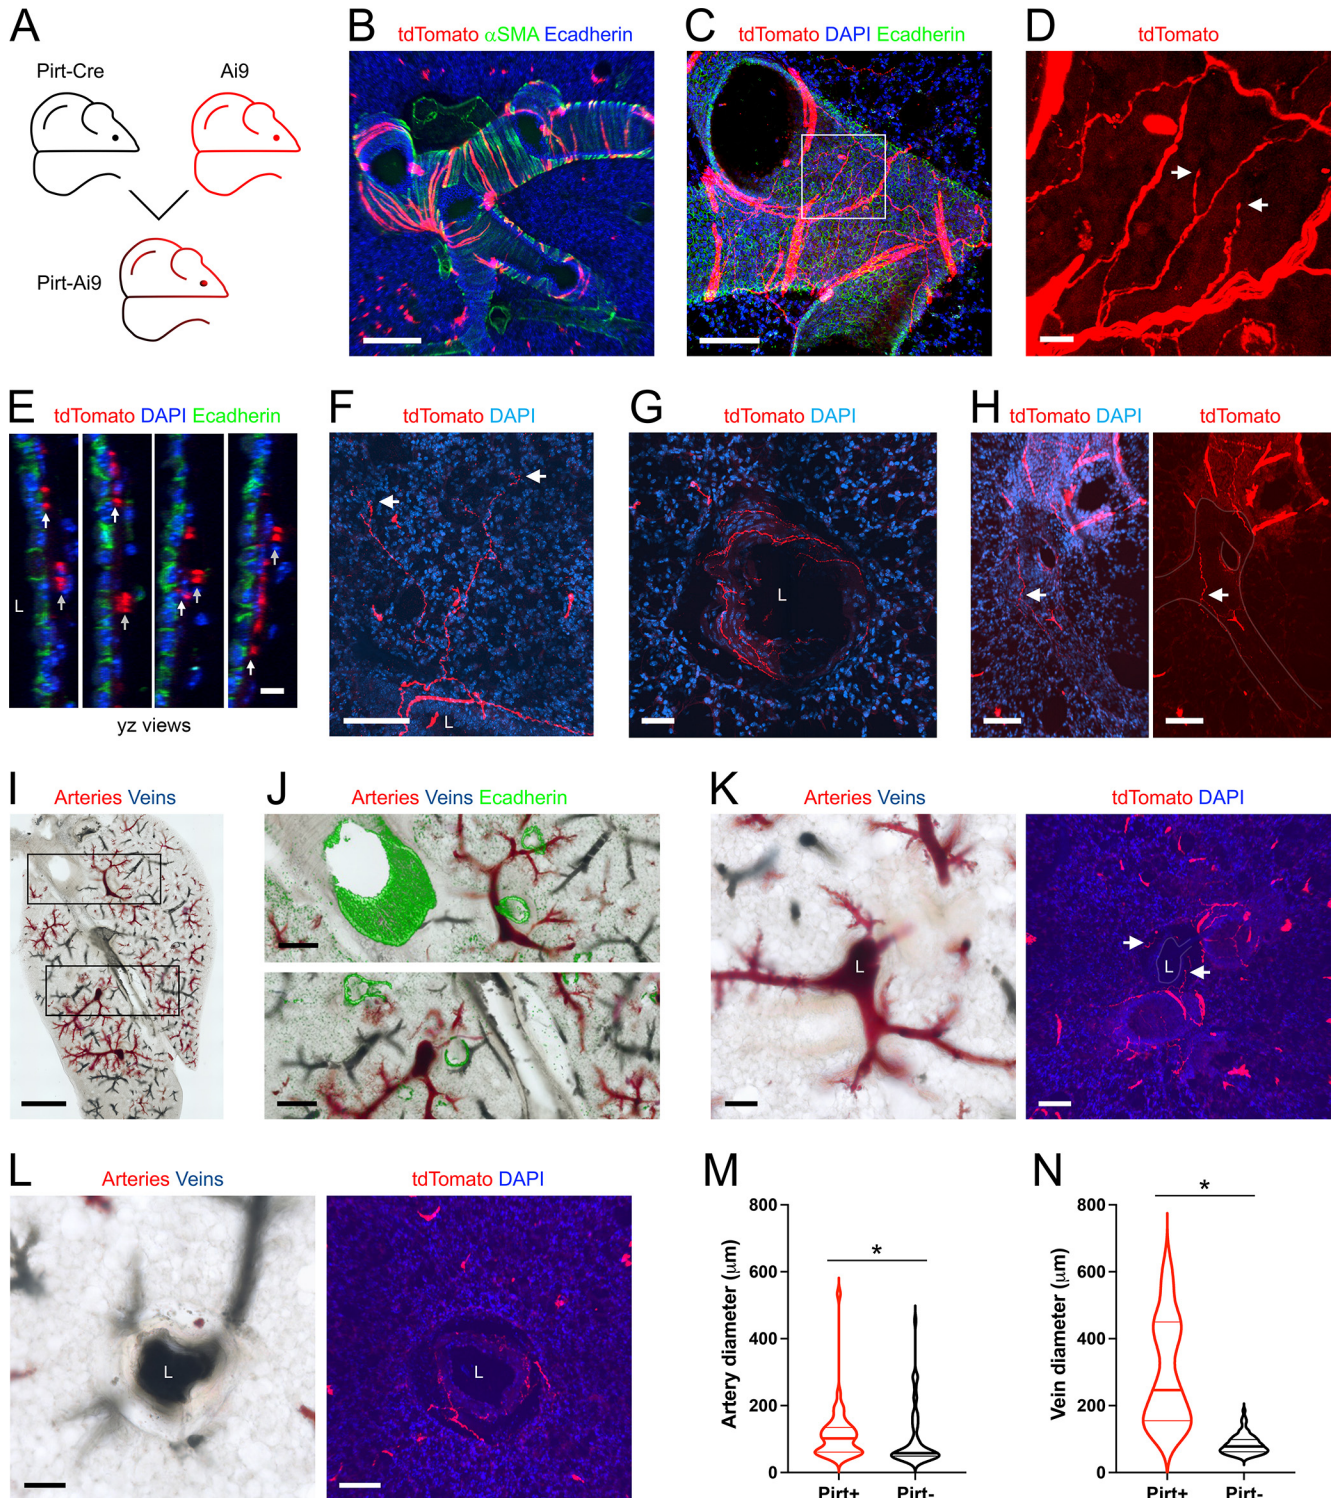 A
Pirt-Cre
Ai9
Pirt-Ai9
B
tdTomato αSMA Ecadherin
C
tdTomato DAPI Ecadherin
D
tdTomato
E
tdTomato DAPI Ecadherin
L
yz views
F
tdTomato DAPI
L
G
tdTomato DAPI
L
H
tdTomato DAPI
tdTomato
I
Arteries Veins
J
Arteries Veins Ecadherin
K
Arteries Veins
L
tdTomato DAPI
L
L
Arteries Veins
L
tdTomato DAPI
L
M
Artery diameter (μm)
800
600
400
200
0
*
Pirt+
Pirt-
N
Vein diameter (μm)
800
600
400
200
0
*
Pirt+
Pirt-